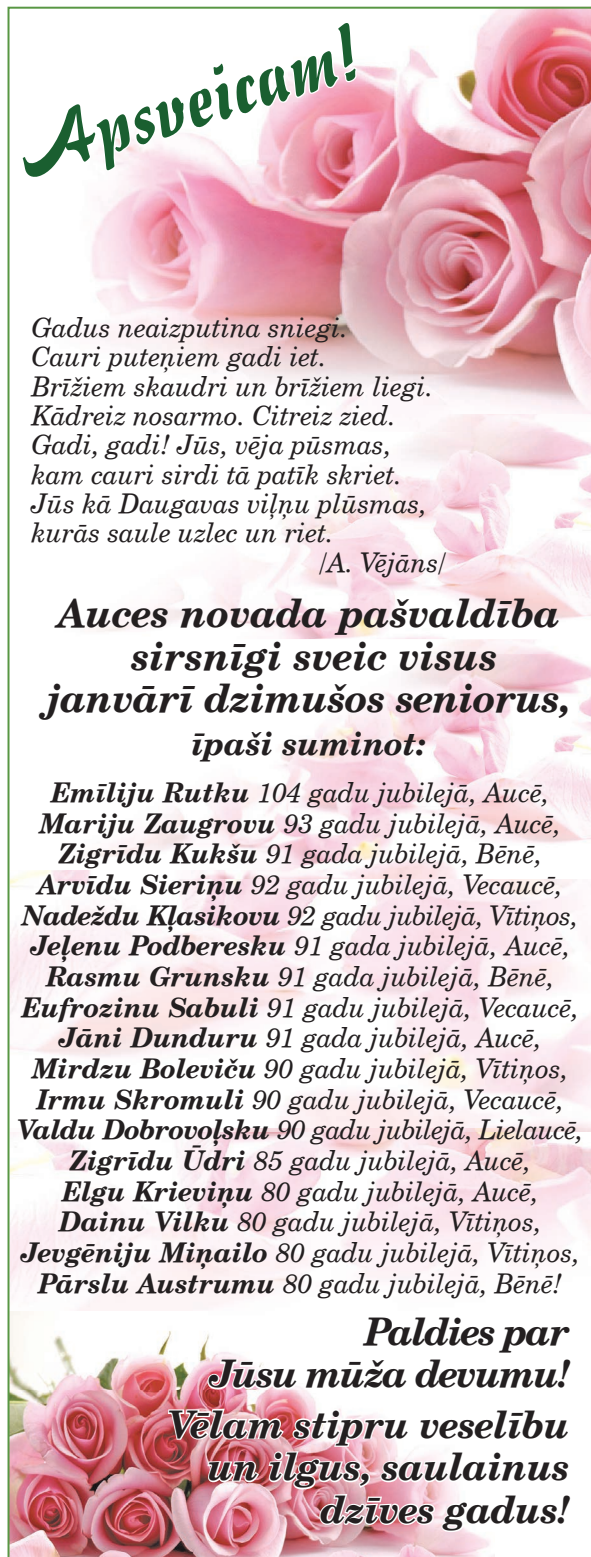 Apsveicam!
Gadus neaizputina sniegi.
Cauri puteņiem gadi iet.
Brīžiem skaudri un brīžiem liegi.
Kādreiz nosarmo. Citreiz zied.
Gadi, gadi! Jūs, vēja pūsmas,
kam cauri sirdi tā patīk skriet.
Jūs kā Daugavas viļņu plūsmas,
kurās saule uzlec un riet.
/A. Vējāns/
Auces novada pašvaldība
sirsnīgi sveic visus
janvārī dzimušos seniorus,
īpaši suminot:
Emīliju Rutku 104 gadu jubilejā, Aucē,
Mariju Zaugrovu 93 gadu jubilejā, Aucē,
Zigrīdu Kukšu 91 gada jubilejā, Bēnē,
Arvīdu Sieriņu 92 gadu jubilejā, Vecaucē,
Nadeždu Kļasikovu 92 gadu jubilejā, Vītiņos,
Jeļenu Podberesku 91 gada jubilejā, Aucē,
Rasmu Grunsku 91 gada jubilejā, Bēnē,
Eufrozinu Sabuli 91 gadu jubilejā, Vecaucē,
Jāni Dunduru 91 gada jubilejā, Aucē,
Mirdzu Boleviču 90 gadu jubilejā, Vītiņos,
Irmu Skromuli 90 gadu jubilejā, Vecaucē,
Valdu Dobrovoļsku 90 gadu jubilejā, Lielaucē,
Zigrīdu Ūdri 85 gadu jubilejā, Aucē,
Elgu Krieviņu 80 gadu jubilejā, Aucē,
Dainu Vilku 80 gadu jubilejā, Vītiņos,
Jevgēniju Miņailo 80 gadu jubilejā, Vītiņos,
Pārslu Austrumu 80 gadu jubilejā, Bēnē!
Paldies par
Jūsu mūža devumu!
Vēlam stipru veselību
un ilgus, saulainus
dzīves gadus!